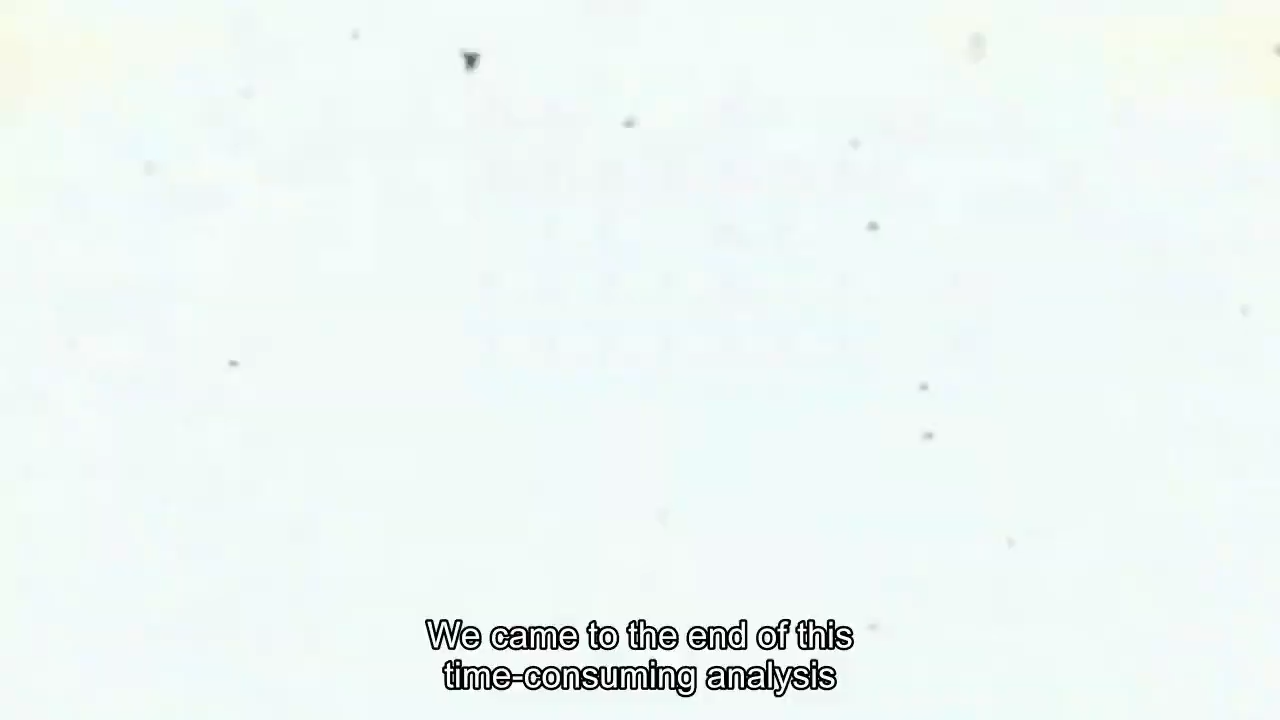 We came to the end of this
time-consuming analysis